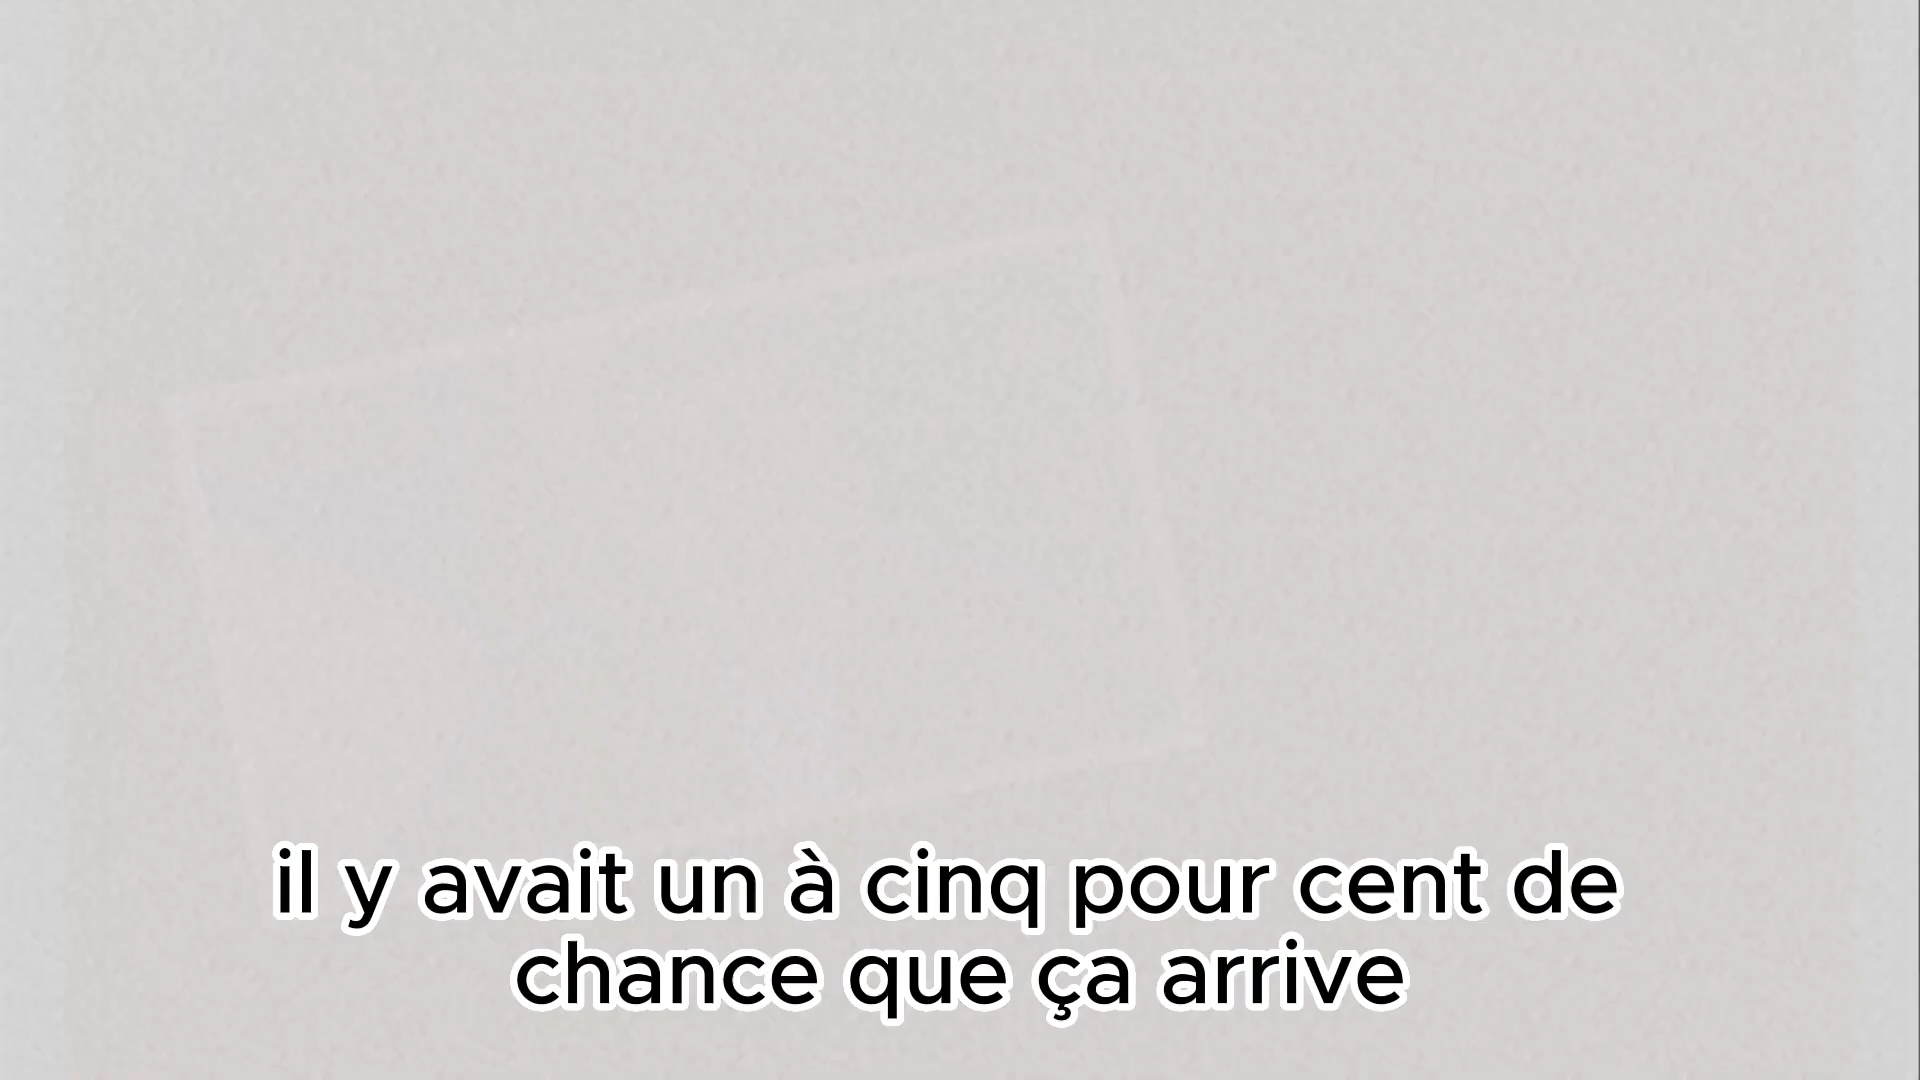 il y avait un à cinq pour cent de
chance que ça arrive